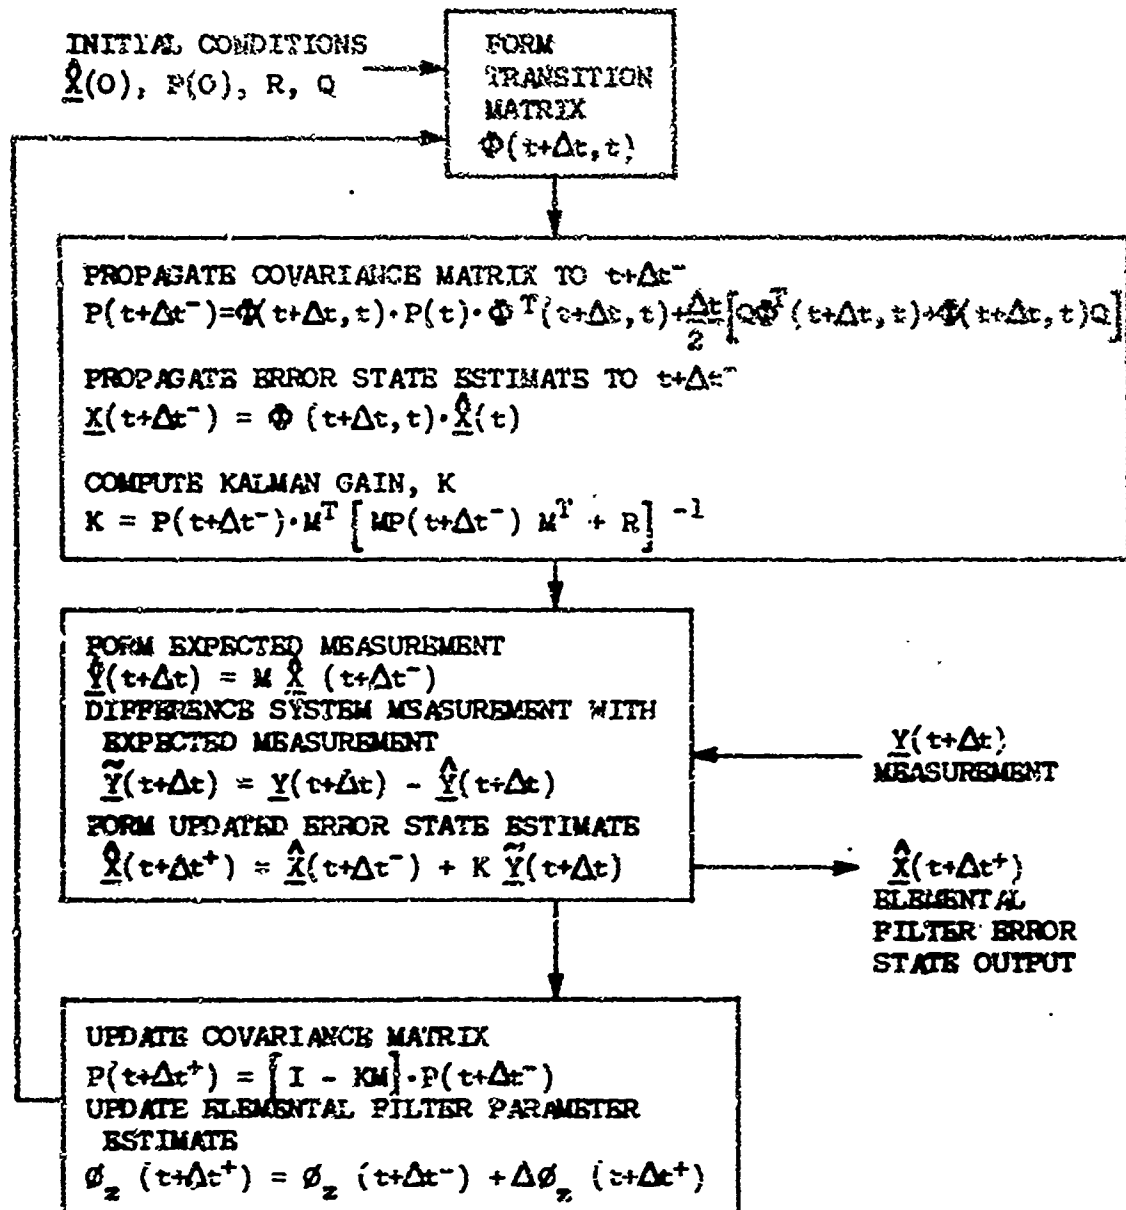 INITIAL CONDITIONS
X̲̂(0), P(0), R, Q
FORM
TRANSITION
MATRIX
Φ(t+Δt,t)
PROPAGATE COVARIANCE MATRIX TO t+Δt⁻
P(t+Δt⁻)=Φ(t+Δt,t)·P(t)·Φᵀ(t+Δt,t)+Δt/2[QΦᵀ(t+Δt,t)+Φ(t+Δt,t)Q]
PROPAGATE ERROR STATE ESTIMATE TO t+Δt⁻
X̲(t+Δt⁻) = Φ (t+Δt,t)·X̲̂(t)
COMPUTE KALMAN GAIN, K
K = P(t+Δt⁻)·Mᵀ [MP(t+Δt⁻) Mᵀ + R] ⁻¹
FORM EXPECTED MEASUREMENT
Ŷ̲(t+Δt) = M X̲̂ (t+Δt⁻)
DIFFERENCE SYSTEM MEASUREMENT WITH
EXPECTED MEASUREMENT
Ỹ̲(t+Δt) = Y̲(t+Δt) - Ŷ̲(t+Δt)
FORM UPDATED ERROR STATE ESTIMATE
X̲̂(t+Δt⁺) = X̲̂(t+Δt⁻) + K Ỹ̲(t+Δt)
Y̲(t+Δt)
MEASUREMENT
X̲̂(t+Δt⁺)
ELEMENTAL
FILTER ERROR
STATE OUTPUT
UPDATE COVARIANCE MATRIX
P(t+Δt⁺) = [I - KM]·P(t+Δt⁻)
UPDATE ELEMENTAL FILTER PARAMETER
ESTIMATE
Ø_z (t+Δt⁺) = Ø_z (t+Δt⁻) + ΔØ_z (t+Δt⁺)